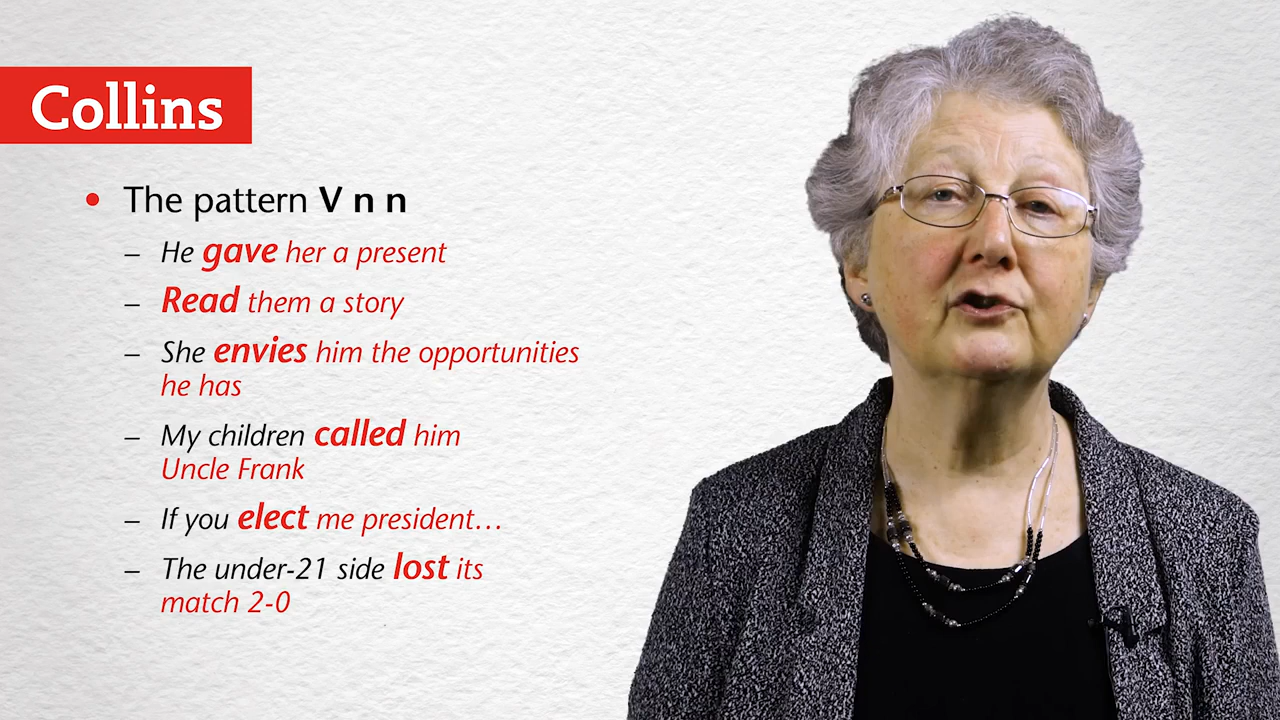 Collins
• The pattern V n n
– He gave her a present
– Read them a story
– She envies him the opportunities
he has
– My children called him
Uncle Frank
– If you elect me president…
– The under-21 side lost its
match 2-0